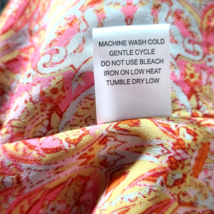 MACHINE WASH COLD
GENTLE CYCLE
DO NOT USE BLEACH
IRON ON LOW HEAT
TUMBLE DRY LOW